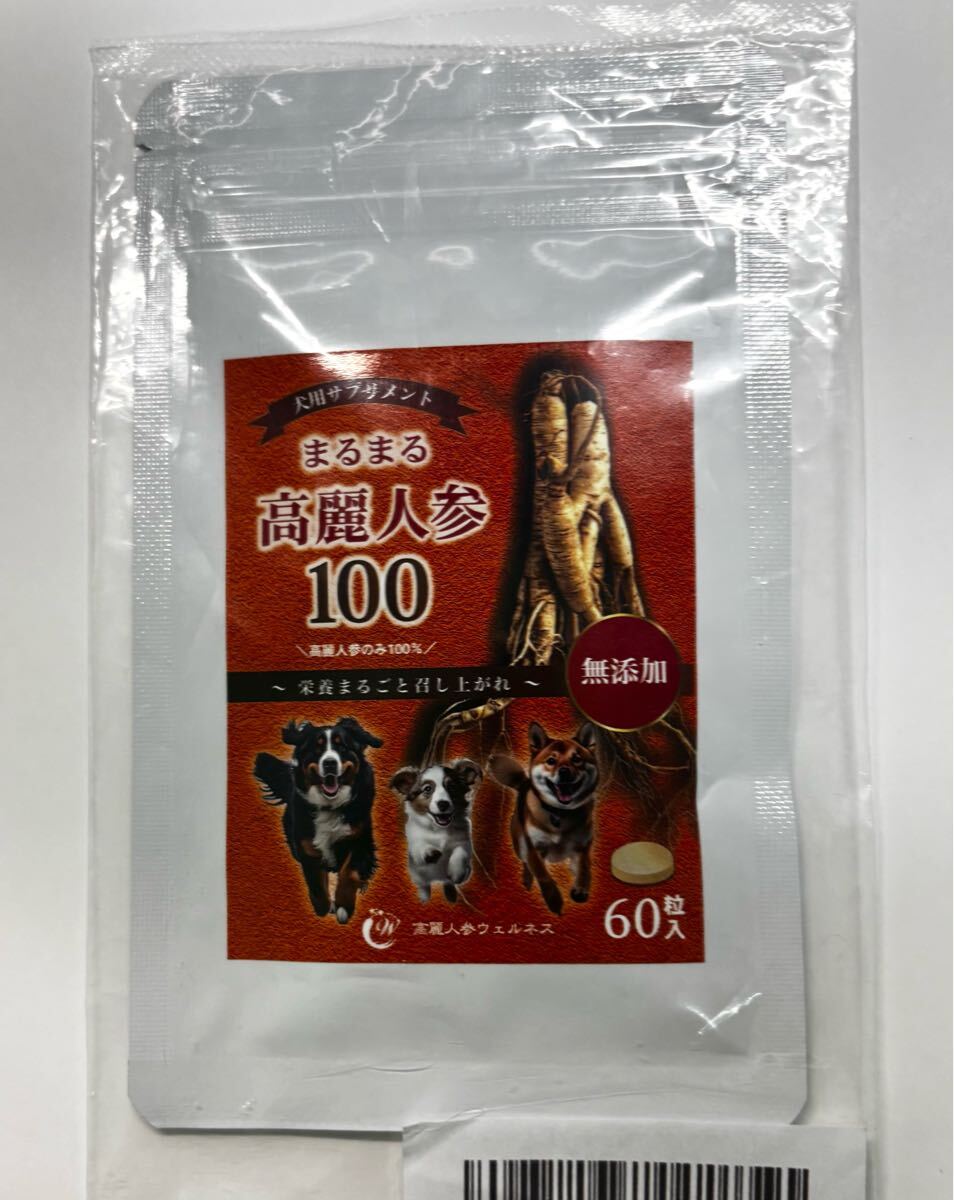 犬用サプリメント
まるまる
高麗人参
100
\高麗人参のみ100%/
～ 栄養まるごと召し上がれ ～
無添加
高麗人参ウェルネス
60粒入